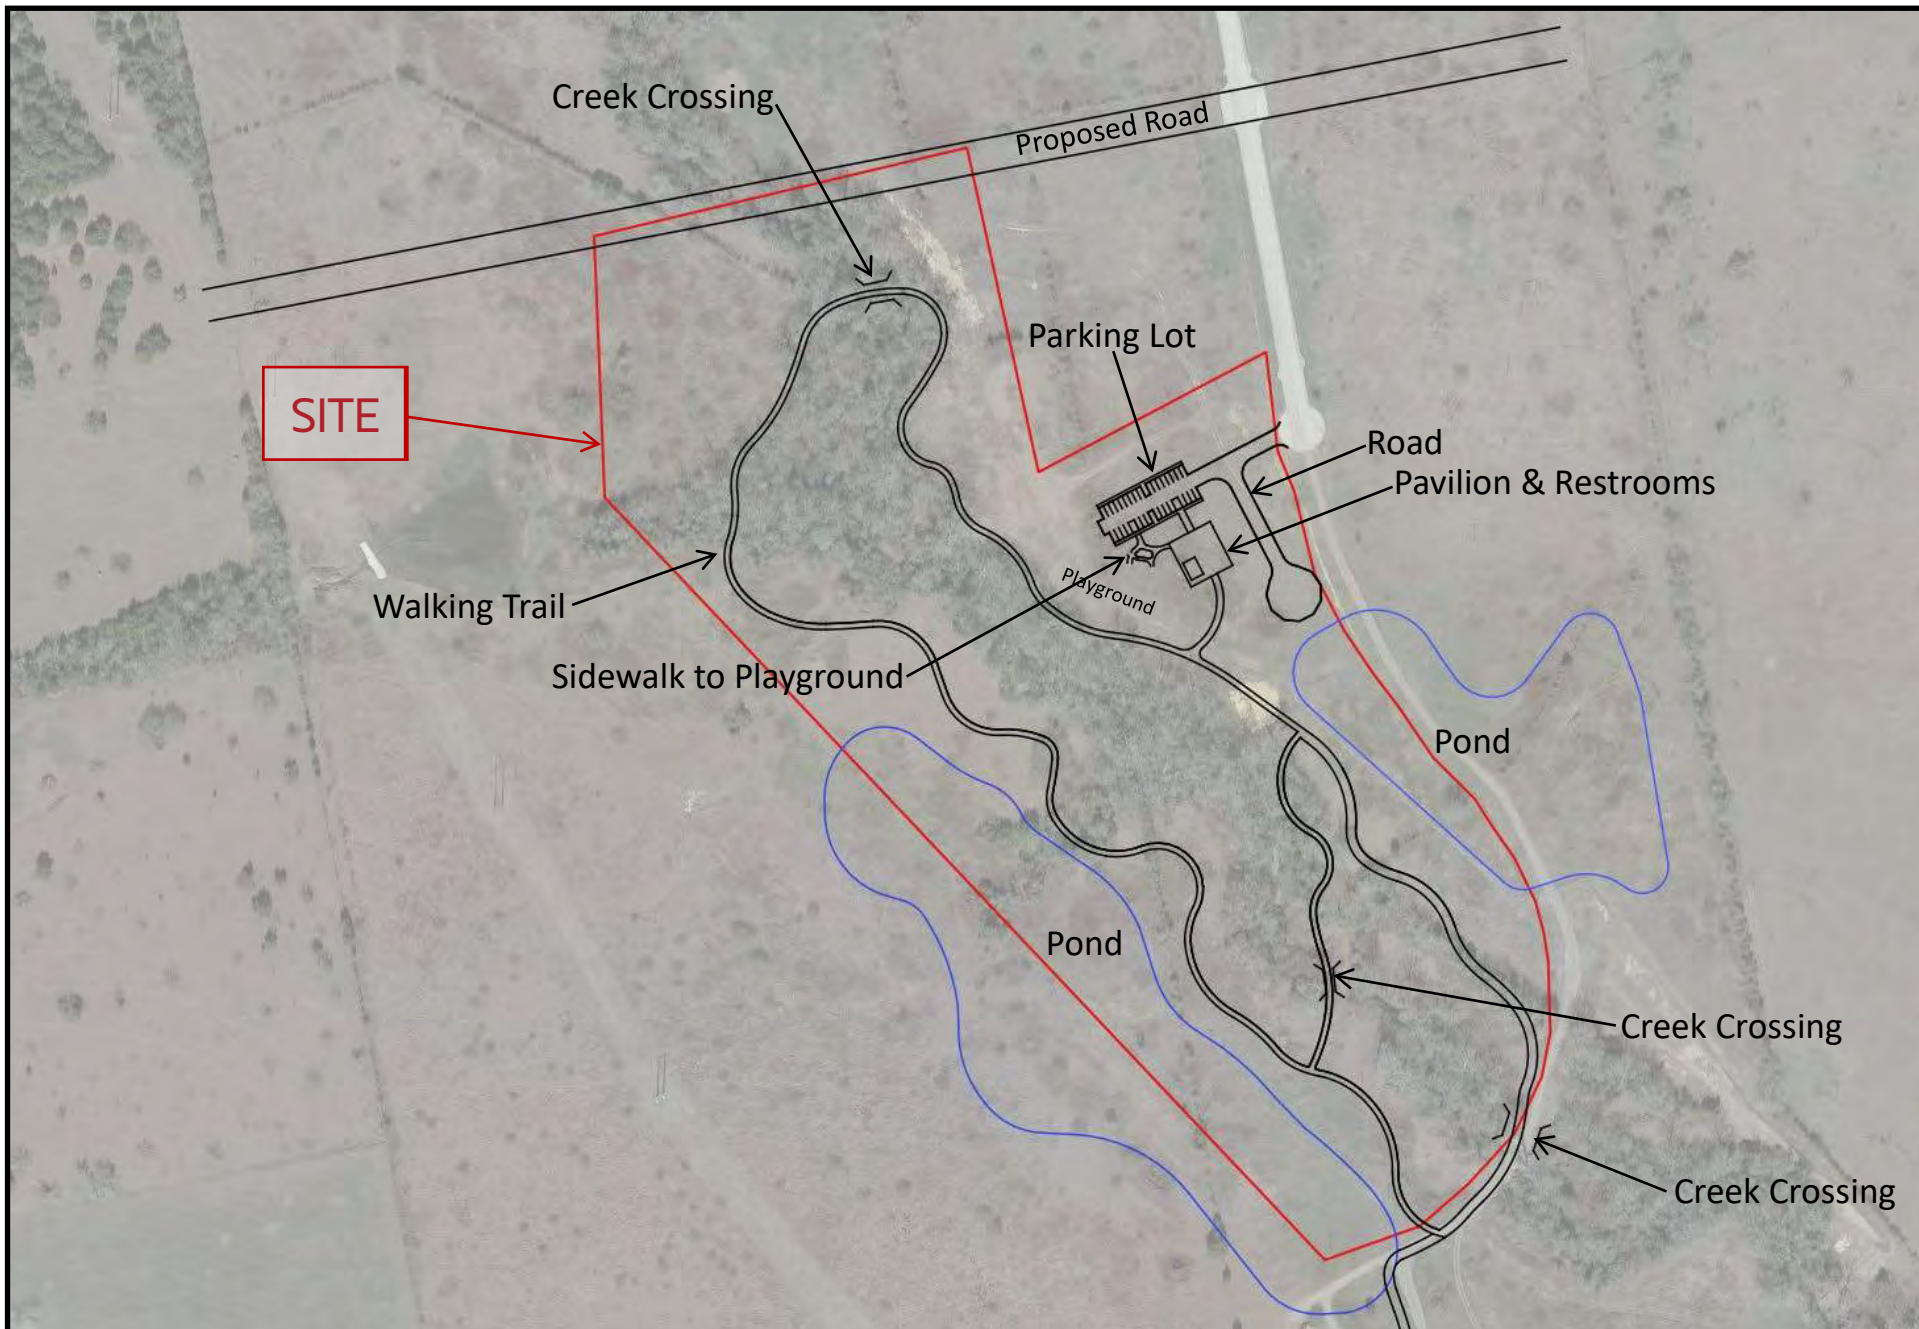 Creek Crossing
Proposed Road
Parking Lot
SITE
Road
Pavilion & Restrooms
Playground
Walking Trail
Sidewalk to Playground
Pond
Pond
Creek Crossing
Creek Crossing